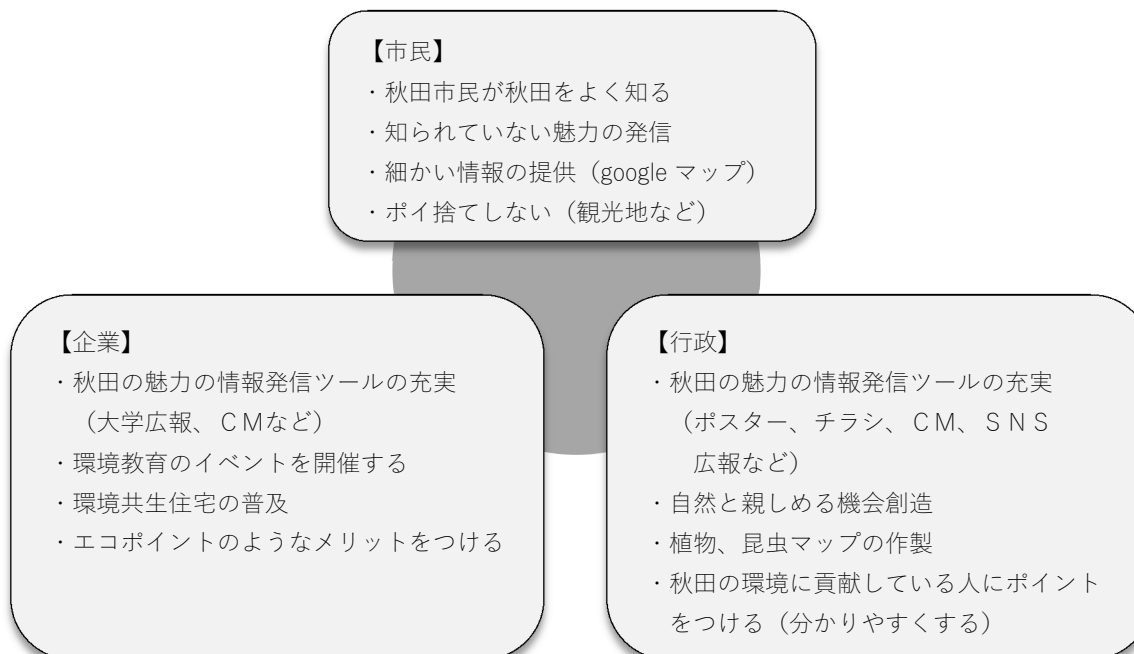 【市民】
・秋田市民が秋田をよく知る
・知られていない魅力の発信
・細かい情報の提供（google マップ）
・ポイ捨てしない（観光地など）
【企業】
・秋田の魅力の情報発信ツールの充実
（大学広報、ＣＭなど）
・環境教育のイベントを開催する
・環境共生住宅の普及
・エコポイントのようなメリットをつける
【行政】
・秋田の魅力の情報発信ツールの充実
（ポスター、チラシ、ＣＭ、ＳＮＳ
広報など）
・自然と親しめる機会創造
・植物、昆虫マップの作製
・秋田の環境に貢献している人にポイント
をつける（分かりやすくする）